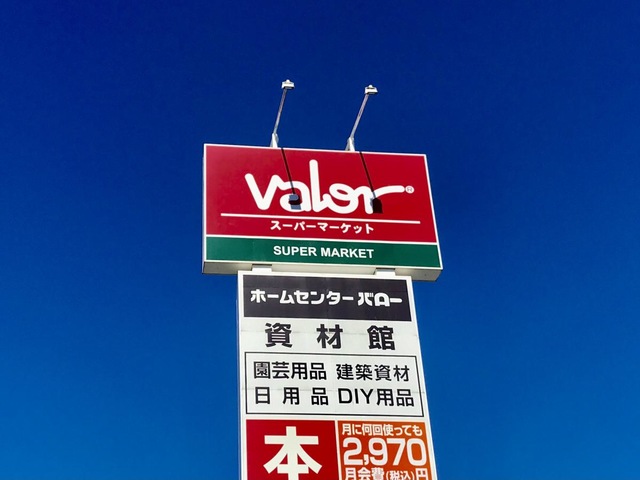 valor®
スーパーマーケット
SUPER MARKET
ホームセンターバロー
資材館
園芸用品 建築資材
日用品 DIY用品
本
月に何回使っても
2,970
月会費(税込)円